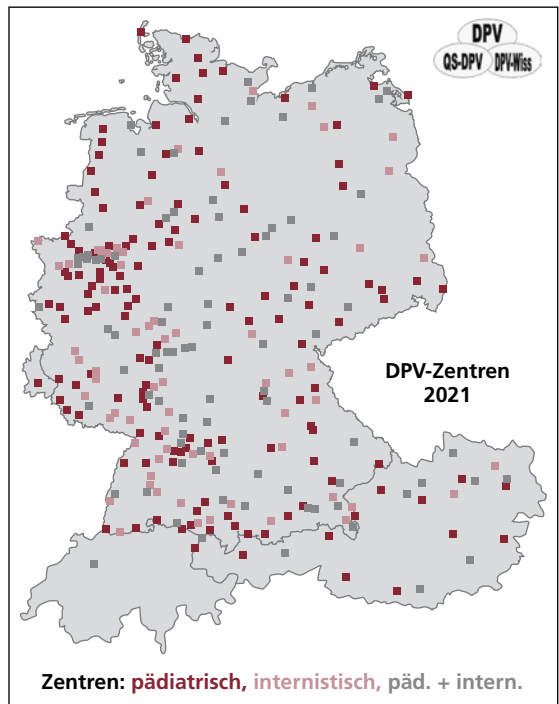 DPV
QS-DPV DPV-Wiss
DPV-Zentren
2021
Zentren: pädiatrisch, internistisch, päd. + intern.